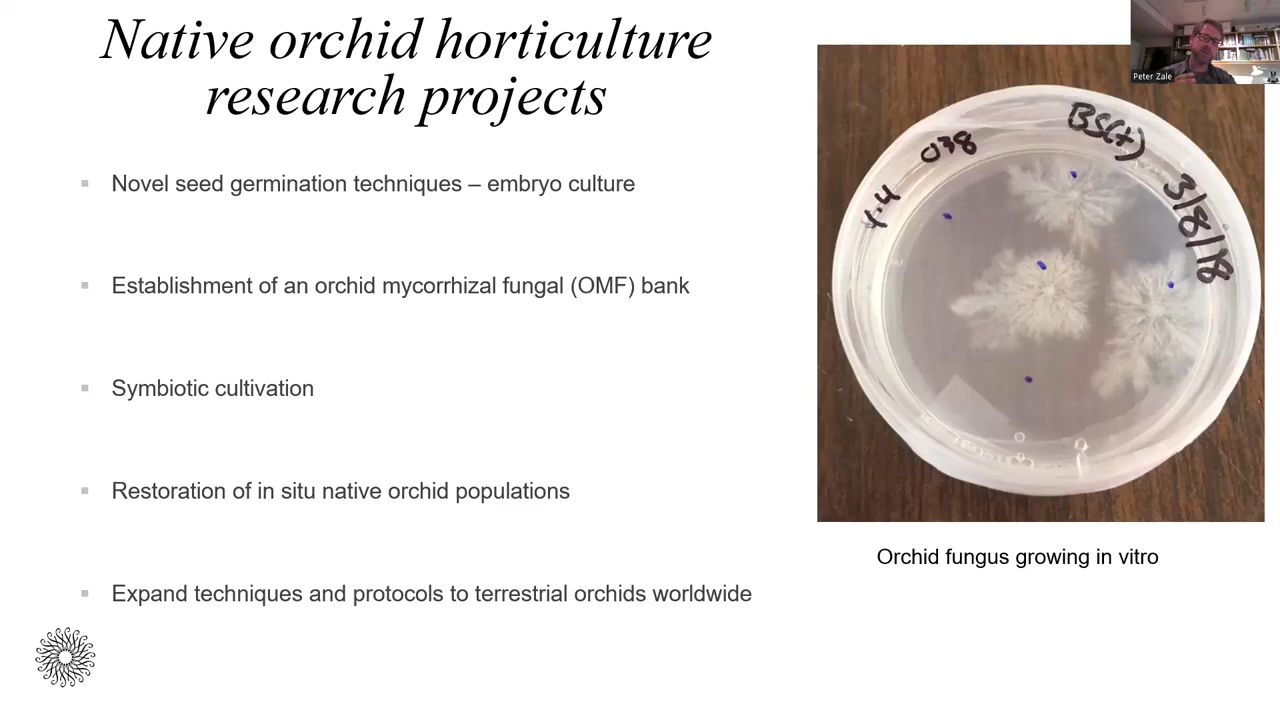 Native orchid horticulture
research projects
▪ Novel seed germination techniques – embryo culture
▪ Establishment of an orchid mycorrhizal fungal (OMF) bank
▪ Symbiotic cultivation
▪ Restoration of in situ native orchid populations
▪ Expand techniques and protocols to terrestrial orchids worldwide
Peter Zale
038
BS(+)
3/8/18
Orchid fungus growing in vitro